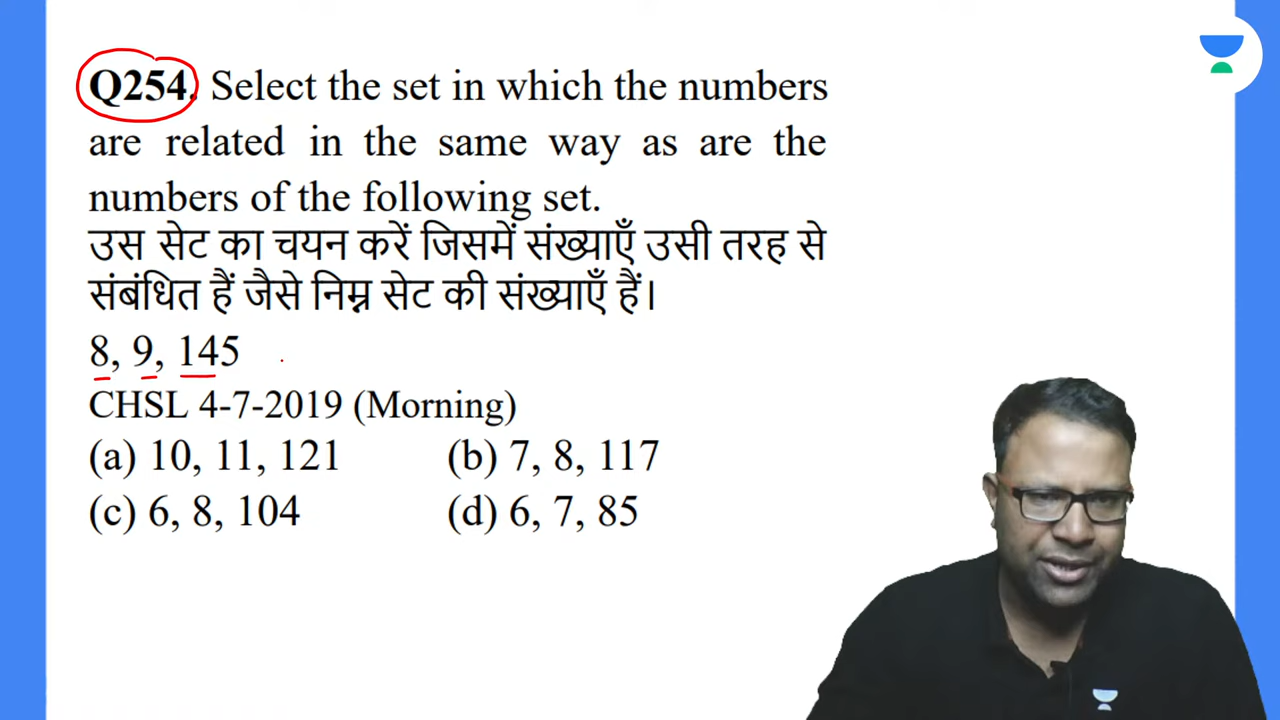 Q254. Select the set in which the numbers
are related in the same way as are the
numbers of the following set.
उस सेट का चयन करें जिसमें संख्याएँ उसी तरह से
संबंधित हैं जैसे निम्न सेट की संख्याएँ हैं।
8, 9, 145
CHSL 4-7-2019 (Morning)
(a) 10, 11, 121 (b) 7, 8, 117
(c) 6, 8, 104 (d) 6, 7, 85